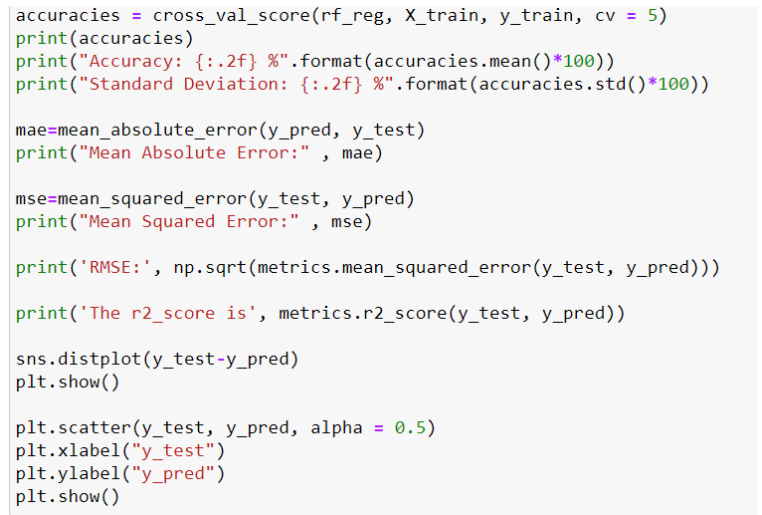 accuracies = cross_val_score(rf_reg, X_train, y_train, cv = 5)
print(accuracies)
print("Accuracy: {:.2f} %".format(accuracies.mean()*100))
print("Standard Deviation: {:.2f} %".format(accuracies.std()*100))
mae=mean_absolute_error(y_pred, y_test)
print("Mean Absolute Error:" , mae)
mse=mean_squared_error(y_test, y_pred)
print("Mean Squared Error:" , mse)
print('RMSE:', np.sqrt(metrics.mean_squared_error(y_test, y_pred)))
print('The r2_score is', metrics.r2_score(y_test, y_pred))
sns.distplot(y_test-y_pred)
plt.show()
plt.scatter(y_test, y_pred, alpha = 0.5)
plt.xlabel("y_test")
plt.ylabel("y_pred")
plt.show()